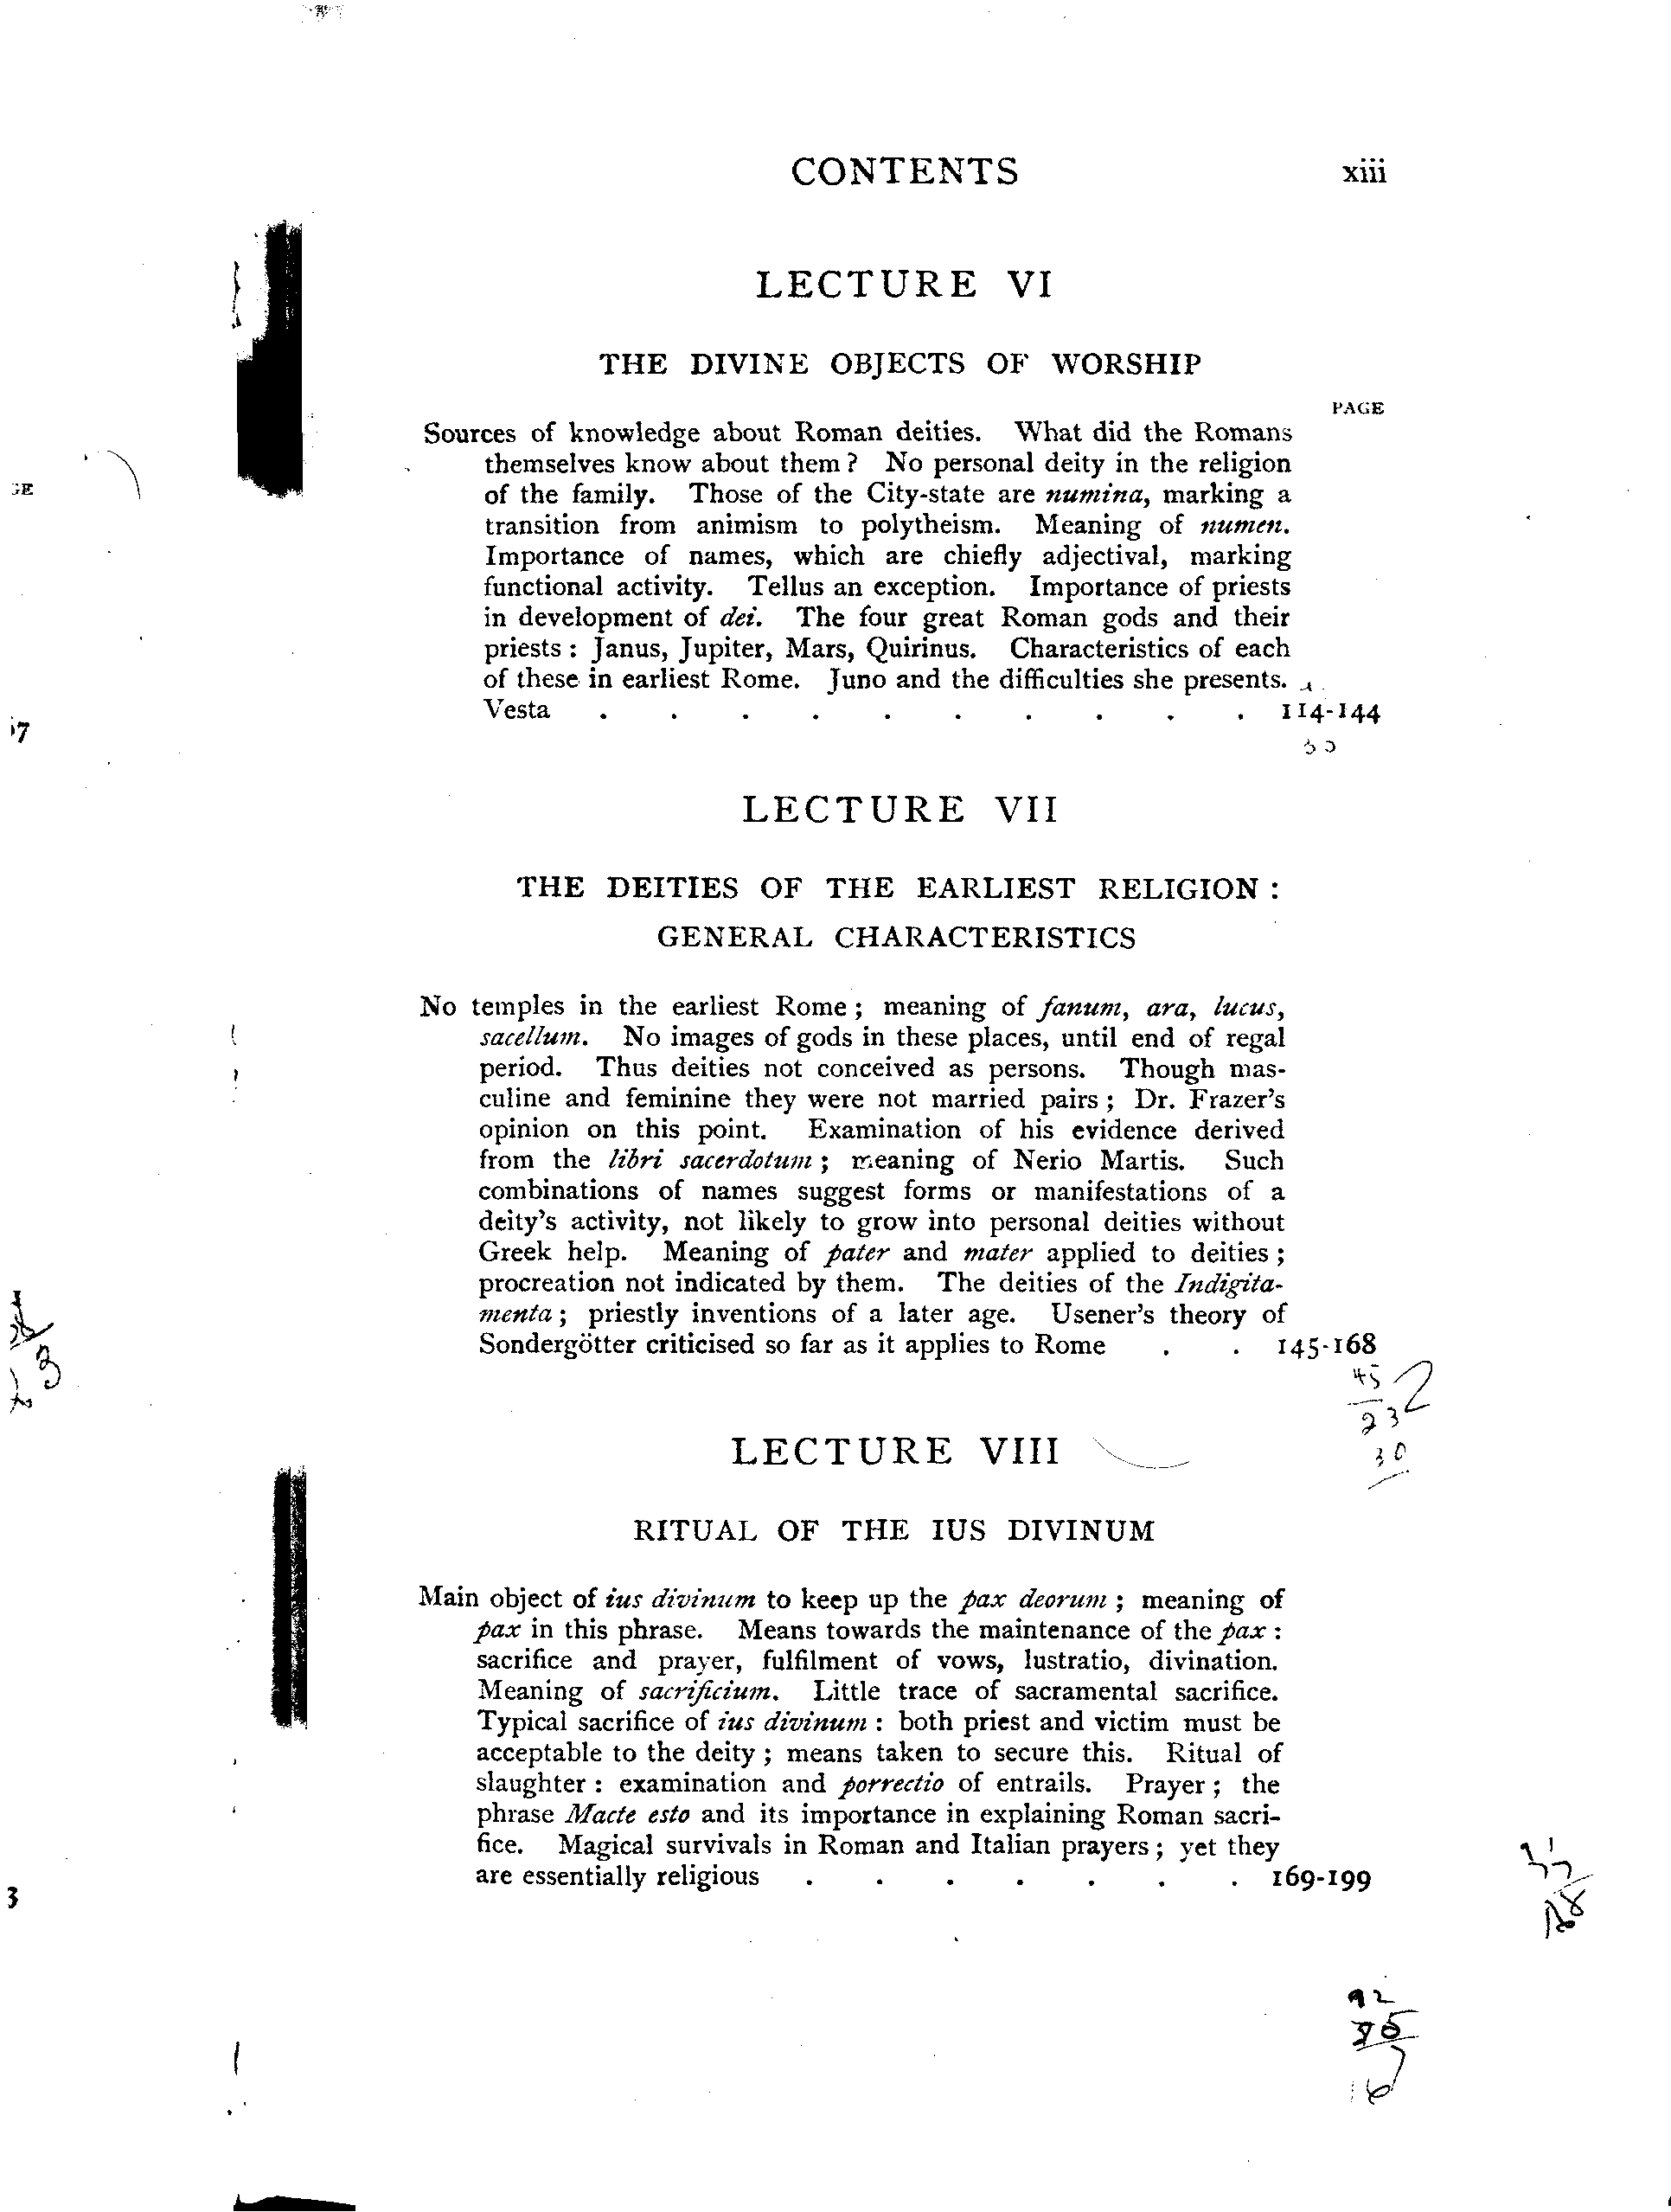 CONTENTS xiii
LECTURE VI
THE DIVINE OBJECTS OF WORSHIP
PAGE
Sources of knowledge about Roman deities. What did the Romans
themselves know about them? No personal deity in the religion
of the family. Those of the City-state are numina, marking a
transition from animism to polytheism. Meaning of numen.
Importance of names, which are chiefly adjectival, marking
functional activity. Tellus an exception. Importance of priests
in development of dei. The four great Roman gods and their
priests : Janus, Jupiter, Mars, Quirinus. Characteristics of each
of these in earliest Rome. Juno and the difficulties she presents.
Vesta . . . . . . . . . . 114-144
30
LECTURE VII
THE DEITIES OF THE EARLIEST RELIGION :
GENERAL CHARACTERISTICS
No temples in the earliest Rome ; meaning of fanum, ara, lucus,
sacellum. No images of gods in these places, until end of regal
period. Thus deities not conceived as persons. Though mas-
culine and feminine they were not married pairs ; Dr. Frazer's
opinion on this point. Examination of his evidence derived
from the libri sacerdotum ; meaning of Nerio Martis. Such
combinations of names suggest forms or manifestations of a
deity's activity, not likely to grow into personal deities without
Greek help. Meaning of pater and mater applied to deities ;
procreation not indicated by them. The deities of the Indigita-
menta ; priestly inventions of a later age. Usener's theory of
Sondergötter criticised so far as it applies to Rome . . 145-168
45
23
30
LECTURE VIII
RITUAL OF THE IUS DIVINUM
Main object of ius divinum to keep up the pax deorum ; meaning of
pax in this phrase. Means towards the maintenance of the pax :
sacrifice and prayer, fulfilment of vows, lustratio, divination.
Meaning of sacrificium. Little trace of sacramental sacrifice.
Typical sacrifice of ius divinum : both priest and victim must be
acceptable to the deity ; means taken to secure this. Ritual of
slaughter : examination and porrectio of entrails. Prayer ; the
phrase Macte esto and its importance in explaining Roman sacri-
fice. Magical survivals in Roman and Italian prayers ; yet they
are essentially religious . . . . . . . 169-199
92